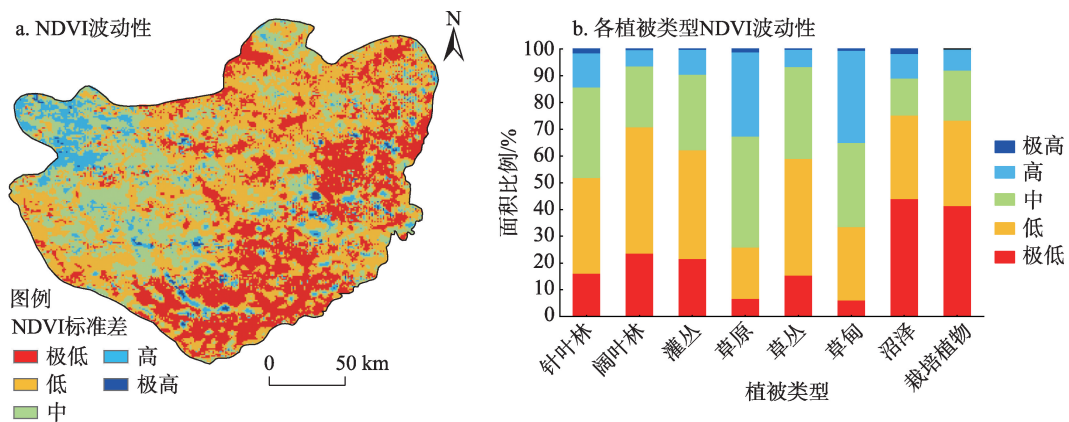 a. NDVI波动性
N
图例
NDVI标准差
极低
高
低
极高
中
0
50 km
b. 各植被类型NDVI波动性
面积比例/%
100
90
80
70
60
50
40
30
20
10
0
针叶林
阔叶林
灌丛
草原
草丛
草甸
沼泽
栽培植物
植被类型
极高
高
中
低
极低